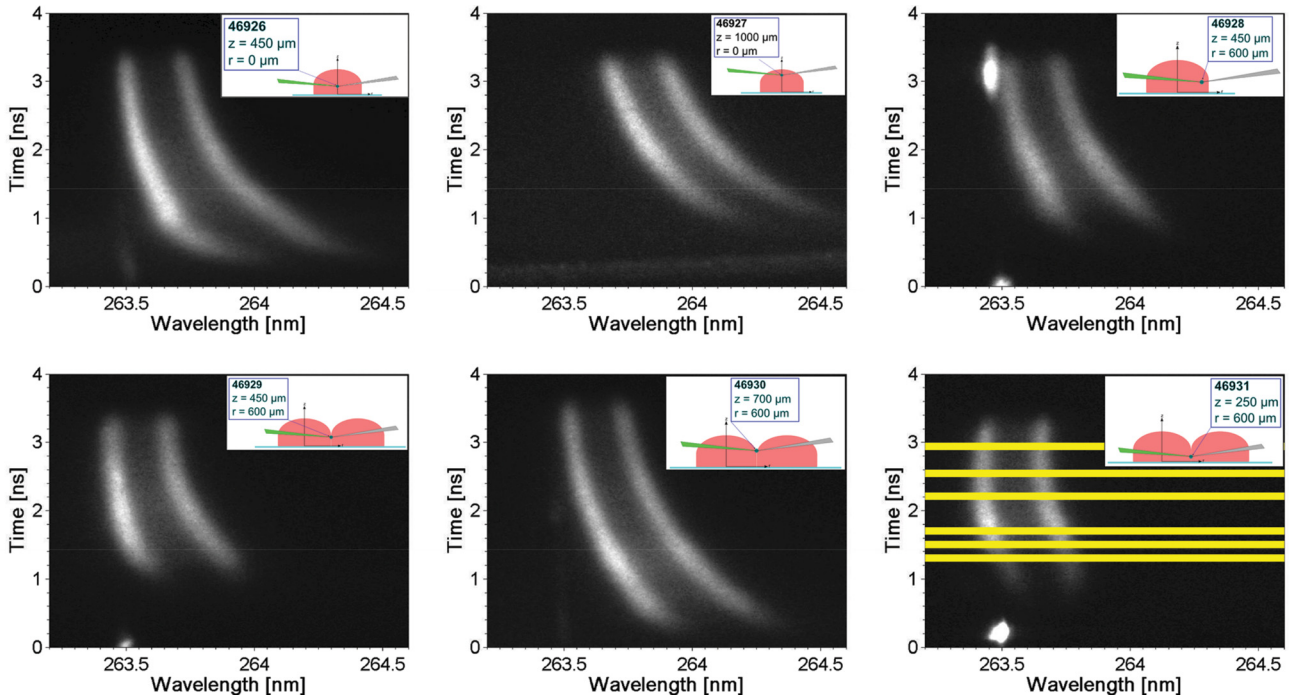 4
3
2
1
0
Time [ns]
46926
z = 450 µm
r = 0 µm
263.5
264
264.5
Wavelength [nm]
4
3
2
1
0
Time [ns]
46927
z = 1000 µm
r = 0 µm
263.5
264
264.5
Wavelength [nm]
4
3
2
1
0
Time [ns]
46928
z = 450 µm
r = 600 µm
263.5
264
264.5
Wavelength [nm]
4
3
2
1
0
Time [ns]
46929
z = 450 µm
r = 600 µm
263.5
264
264.5
Wavelength [nm]
4
3
2
1
0
Time [ns]
46930
z = 700 µm
r = 600 µm
263.5
264
264.5
Wavelength [nm]
4
3
2
1
0
Time [ns]
46931
z = 250 µm
r = 600 µm
263.5
264
264.5
Wavelength [nm]